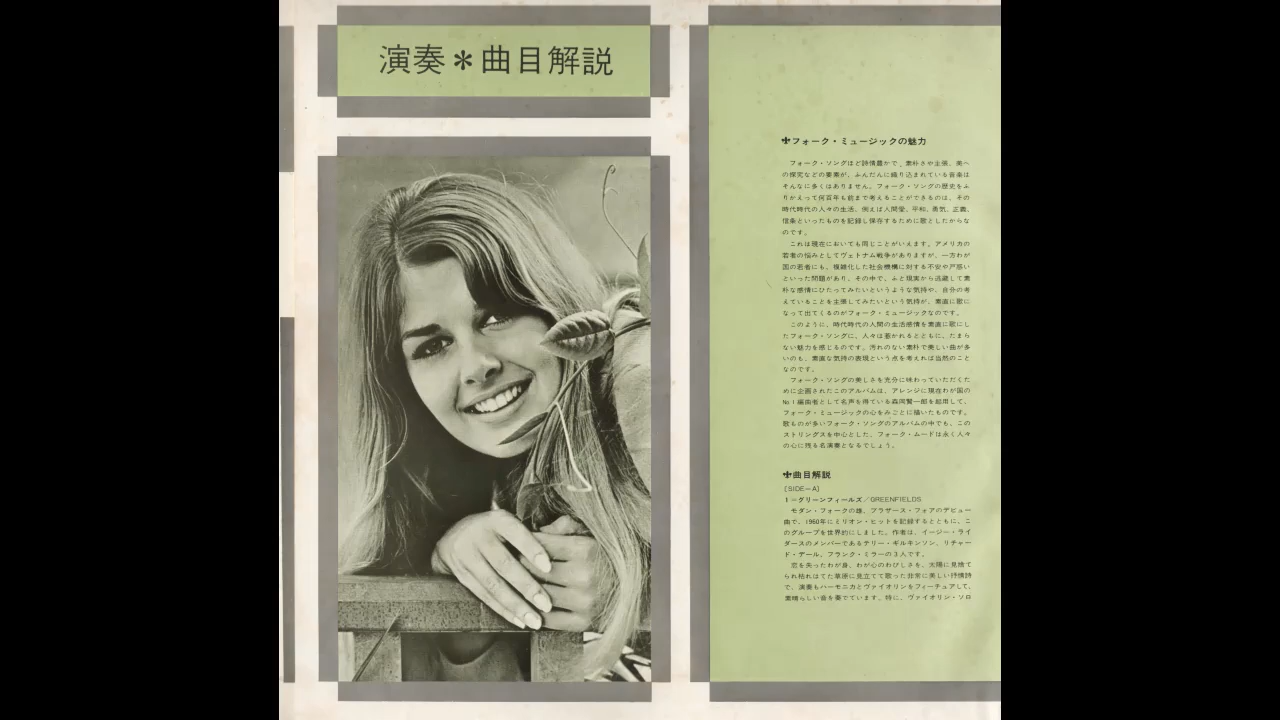 演奏＊曲目解説
✤フォーク・ミュージックの魅力
フォーク・ソングほど詩情豊かで、素朴さや主張、美へ
の探究などの要素が、ふんだんに織り込まれている音楽は
そんなに多くはありません。フォーク・ソングの歴史をふ
りかえって何百年も前まで考えることができるのは、その
時代時代の人々の生活、例えば人間愛、平和、勇気、正義、
信条といったものを記録し保存するために歌としたからな
のです。
これは現在においても同じことがいえます。アメリカの
若者の悩みとしてヴェトナム戦争がありますが、一方わが
国の若者にも、複雑化した社会機構に対する不安や戸惑い
といった問題があり、その中で、ふと現実から逃避して素
朴な感情にひたってみたいというような気持や、自分の考
えていることを主張してみたいという気持が、素直に歌に
なって出てくるのがフォーク・ミュージックなのです。
このように、時代時代の人間の生活感情を素直に歌にし
たフォーク・ソングに、人々は惹かれるとともに、たまら
ない魅力を感じるのです。汚れのない素朴で美しい曲が多
いのも、素直な気持の表現という点を考えれば当然のこと
なのです。
フォーク・ソングの美しさを充分に味わっていただくた
めに企画されたこのアルバムは、アレンジに現在わが国の
No.1編曲者として名声を得ている森岡賢一郎を起用して、
フォーク・ミュージックの心をみごとに描いたものです。
歌ものが多いフォーク・ソングのアルバムの中でも、この
ストリングスを中心とした、フォーク・ムードは永く人々
の心に残る名演奏となるでしょう。
✤曲目解説
〔SIDE－A〕
1－グリーンフィールズ／GREENFIELDS
モダン・フォークの雄、ブラザース・フォアのデビュー
曲で、1960年にミリオン・ヒットを記録するとともに、こ
のグループを世界的にしました。作者は、イージー・ライ
ダースのメンバーであるテリー・ギルキンソン、リチャー
ド・デール、フランク・ミラーの3人です。
恋を失ったわが身、わが心のわびしさを、太陽に見捨て
られ枯れはてた草原に見立てて歌った非常に美しい抒情詩
で、演奏もハーモニカとヴァイオリンをフィーチュアして、
素晴らしい音を奏でています。特に、ヴァイオリン・ソロ